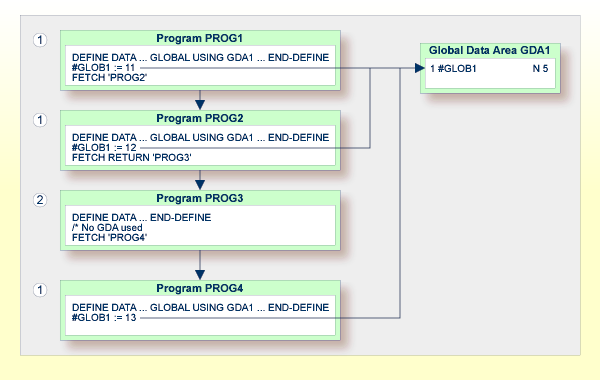 1
Program PROG1
DEFINE DATA ... GLOBAL USING GDA1 ... END-DEFINE
#GLOB1 := 11
FETCH 'PROG2'
Global Data Area GDA1
1 #GLOB1 N 5
1
Program PROG2
DEFINE DATA ... GLOBAL USING GDA1 ... END-DEFINE
#GLOB1 := 12
FETCH RETURN 'PROG3'
2
Program PROG3
DEFINE DATA ... END-DEFINE
/* No GDA used
FETCH 'PROG4'
1
Program PROG4
DEFINE DATA ... GLOBAL USING GDA1 ... END-DEFINE
#GLOB1 := 13